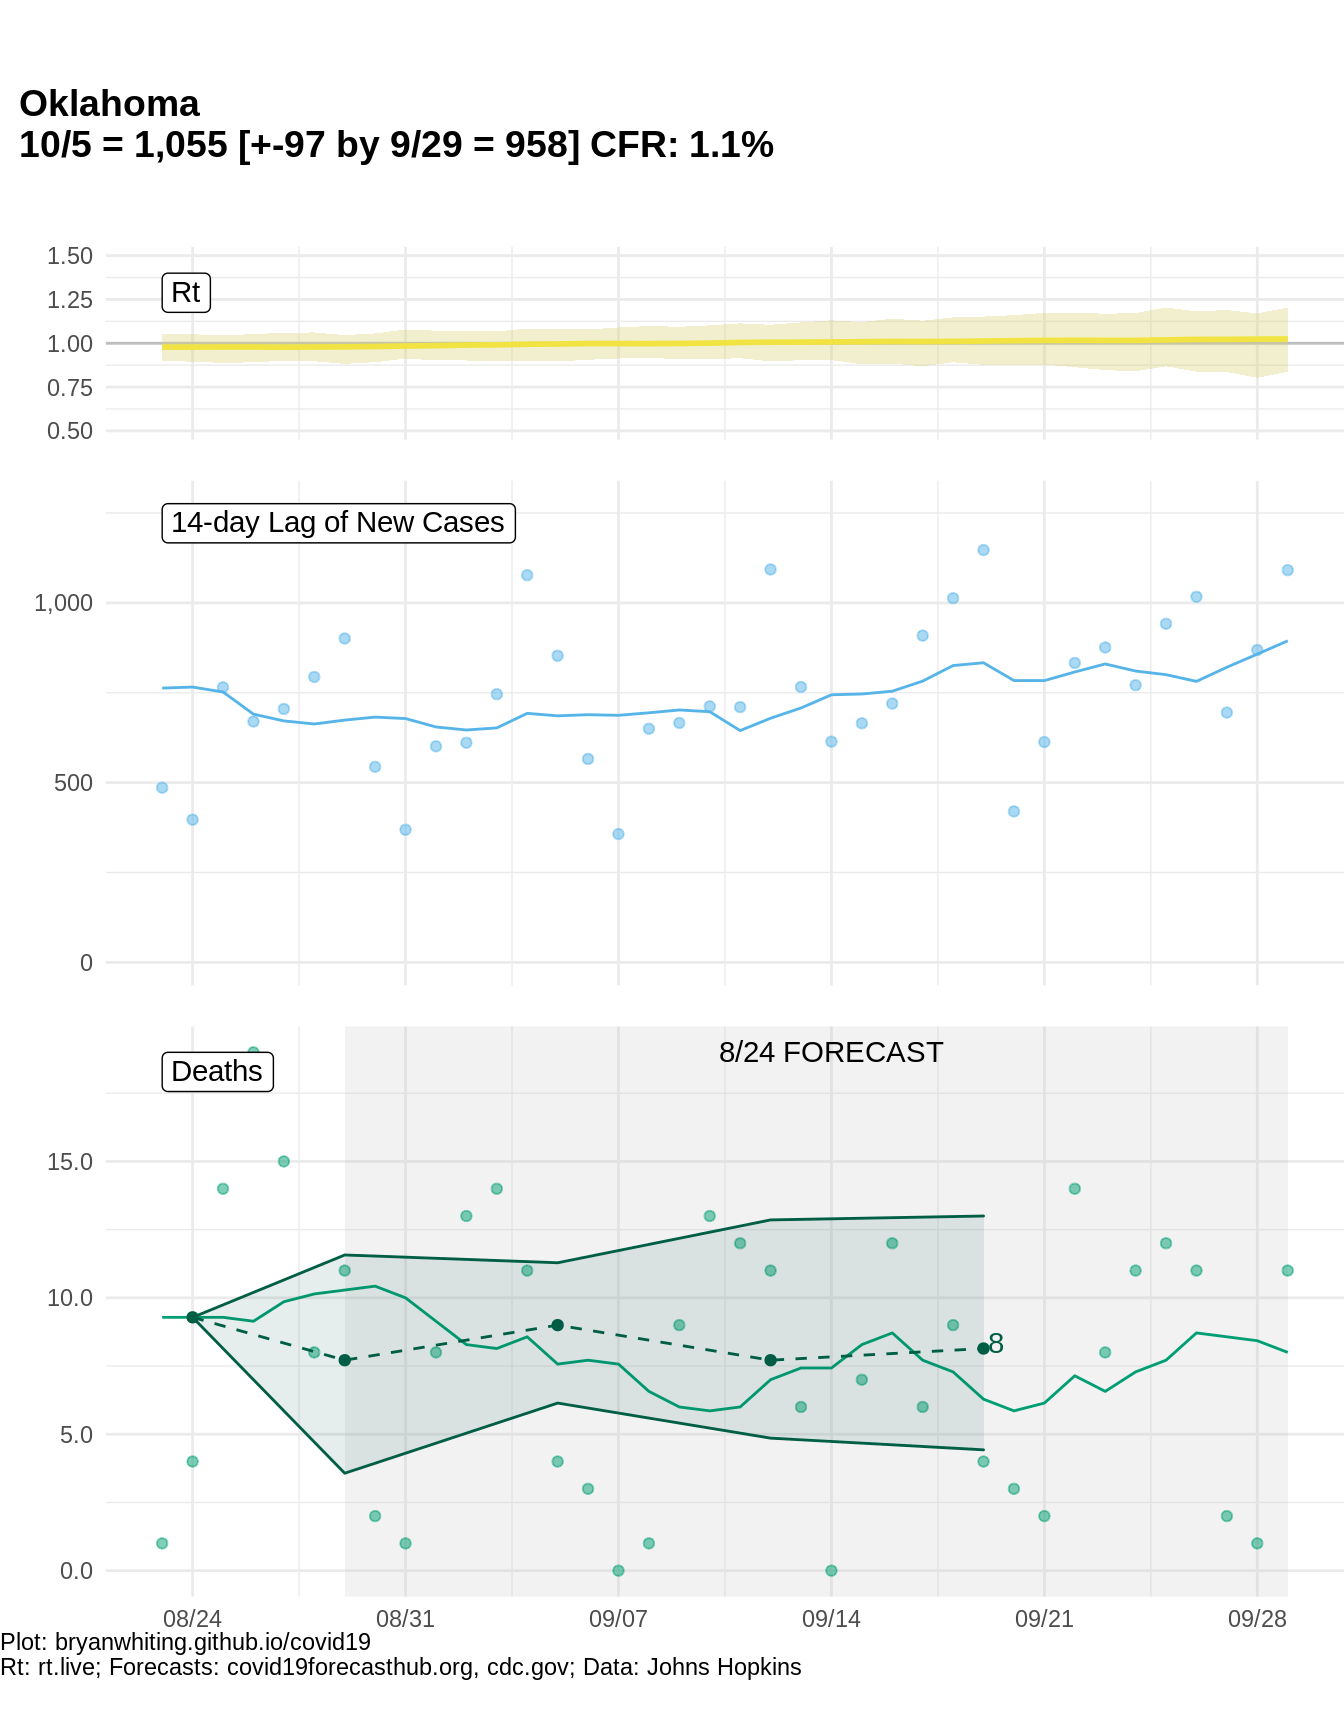 Oklahoma
10/5 = 1,055 [+-97 by 9/29 = 958] CFR: 1.1%
1.50
Rt
1.25
1.00
0.75
0.50
14-day Lag of New Cases
1,000
500
0
8/24 FORECAST
Deaths
15.0
10.0
8
5.0
0.0
08/24 08/31 09/07 09/14 09/21 09/28
Plot: bryanwhiting.github.io/covid19
Rt: rt.live; Forecasts: covid19forecasthub.org, cdc.gov; Data: Johns Hopkins